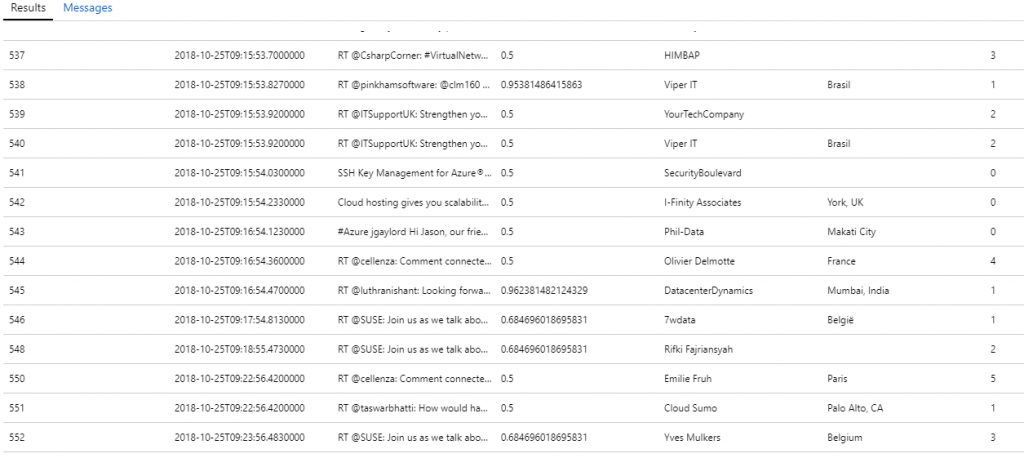 Results Messages
537 2018-10-25T09:15:53.7000000 RT @CsharpCorner: #VirtualNetw... 0.5 HIMBAP 3
538 2018-10-25T09:15:53.8270000 RT @pinkhamsoftware: @clm160 ... 0.95381486415863 Viper IT Brasil 1
539 2018-10-25T09:15:53.9200000 RT @ITSupportUK: Strengthen yo... 0.5 YourTechCompany 2
540 2018-10-25T09:15:53.9200000 RT @ITSupportUK: Strengthen yo... 0.5 Viper IT Brasil 2
541 2018-10-25T09:15:54.0300000 SSH Key Management for Azure®... 0.5 SecurityBoulevard 0
542 2018-10-25T09:15:54.2330000 Cloud hosting gives you scalabilit... 0.5 I-Finity Associates York, UK 0
543 2018-10-25T09:16:54.1230000 #Azure jgaylord Hi Jason, our frie... 0.5 Phil-Data Makati City 0
544 2018-10-25T09:16:54.3600000 RT @cellenza: Comment connecte... 0.5 Olivier Delmotte France 4
545 2018-10-25T09:16:54.4700000 RT @luthranishant: Looking forwa... 0.962381482124329 DatacenterDynamics Mumbai, India 1
546 2018-10-25T09:17:54.8130000 RT @SUSE: Join us as we talk abo... 0.684696018695831 7wdata België 1
548 2018-10-25T09:18:55.4730000 RT @SUSE: Join us as we talk abo... 0.684696018695831 Rifki Fajriansyah 2
550 2018-10-25T09:22:56.4200000 RT @cellenza: Comment connecte... 0.5 Emilie Fruh Paris 5
551 2018-10-25T09:22:56.4200000 RT @taswarbhatti: How would ha... 0.5 Cloud Sumo Palo Alto, CA 1
552 2018-10-25T09:23:56.4830000 RT @SUSE: Join us as we talk abo... 0.684696018695831 Yves Mulkers Belgium 3